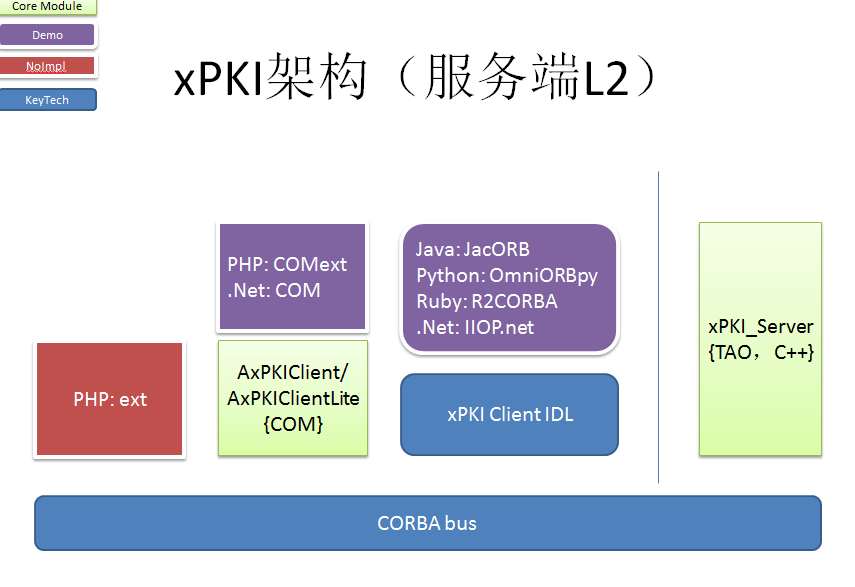 Core Module
Demo
NoImpl
KeyTech
xPKI架构（服务端L2）
PHP: COMext
.Net: COM
Java: JacORB
Python: OmniORBpy
Ruby: R2CORBA
.Net: IIOP.net
xPKI_Server
{TAO，C++}
PHP: ext
AxPKIClient/
AxPKIClientLite
{COM}
xPKI Client IDL
CORBA bus